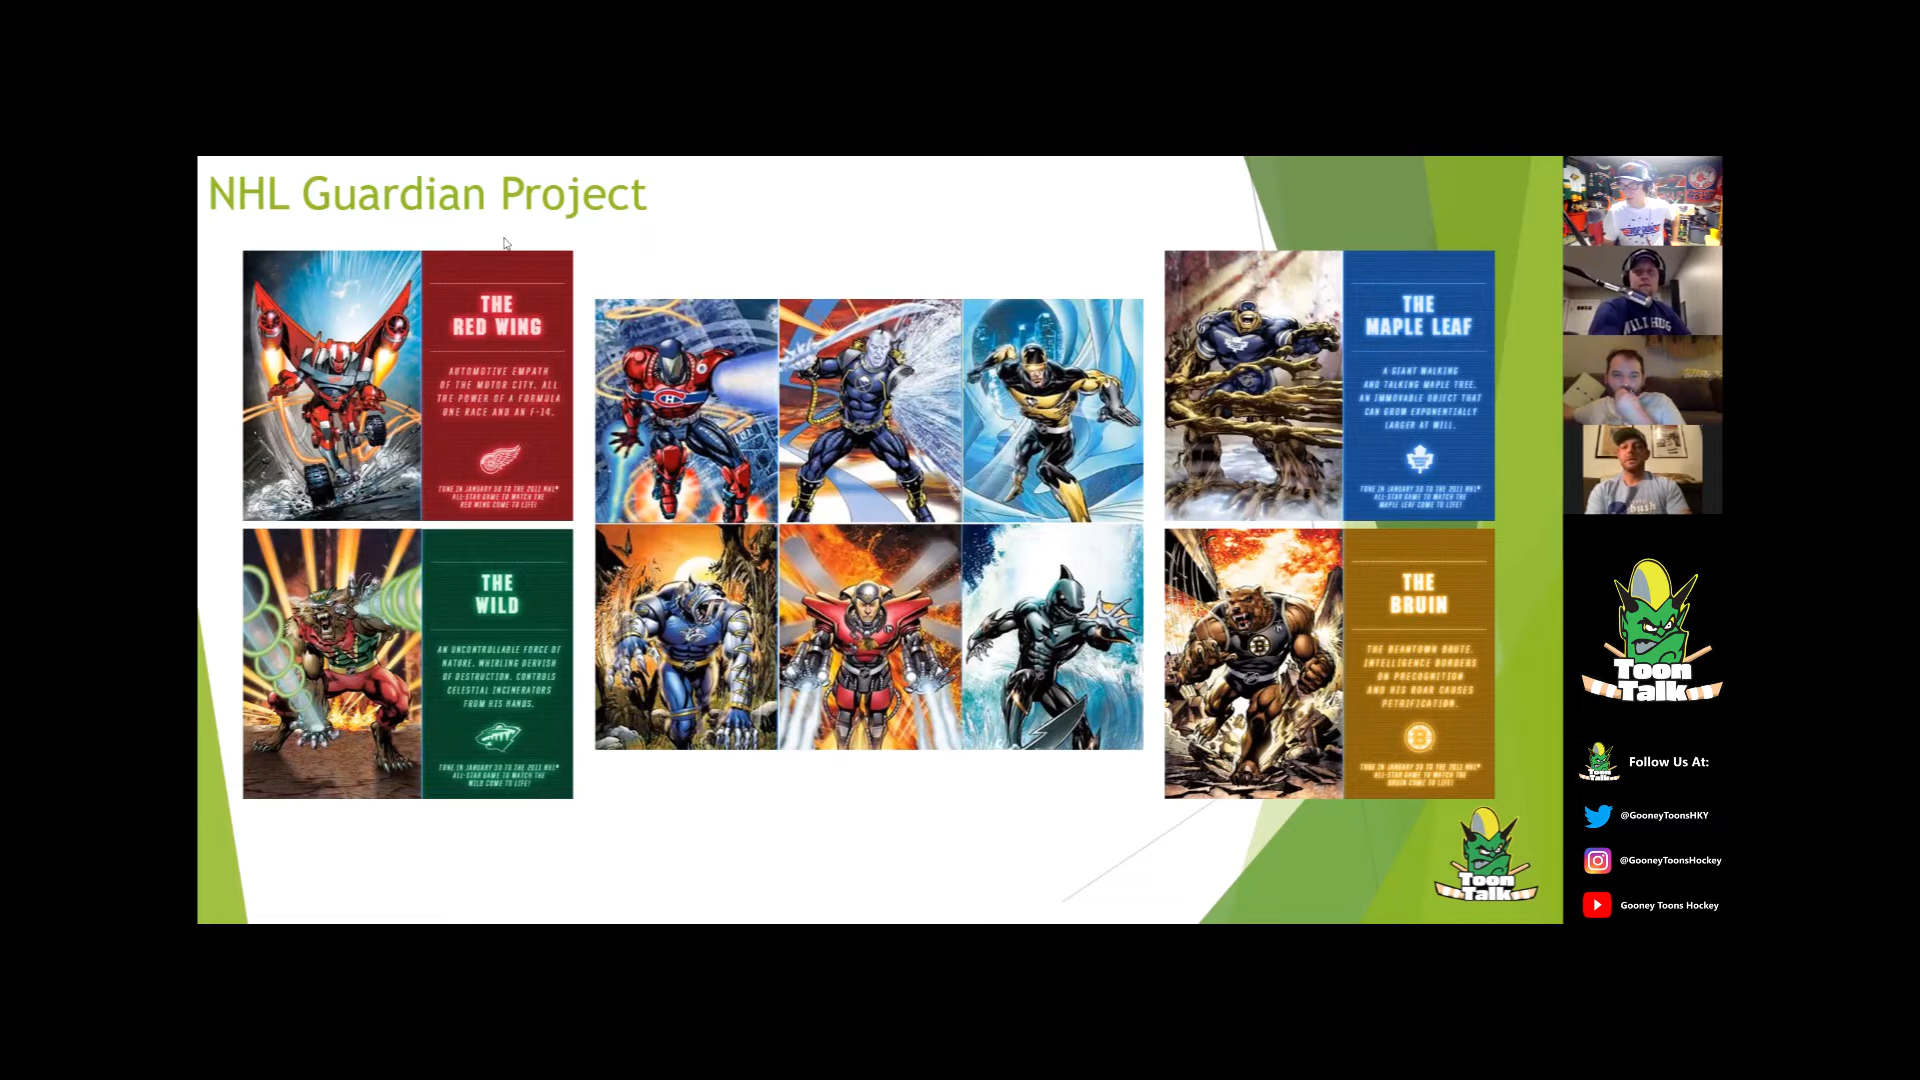 NHL Guardian Project
THE
RED WING
AUTOMOTIVE EMPATH
OF THE MOTOR CITY. ALL
THE POWER OF A FORMULA
ONE RACE AND AN F-14.
TUNE IN JANUARY 30 TO THE 2011 NHL®
ALL-STAR GAME TO WATCH THE
RED WING COME TO LIFE!
THE
WILD
AN UNCONTROLLABLE FORCE OF
NATURE. WHIRLING DERVISH
OF DESTRUCTION. CONTROLS
CELESTIAL INCINERATORS
FROM HIS HANDS.
TUNE IN JANUARY 30 TO THE 2011 NHL®
ALL-STAR GAME TO WATCH THE
WILD COME TO LIFE!
THE
MAPLE LEAF
A GIANT WALKING
AND TALKING MAPLE TREE.
AN IMMOVABLE OBJECT THAT
CAN GROW EXPONENTIALLY
LARGER AT WILL.
TUNE IN JANUARY 30 TO THE 2011 NHL®
ALL-STAR GAME TO WATCH THE
MAPLE LEAF COME TO LIFE!
THE
BRUIN
THE BEANTOWN BRUTE.
INTELLIGENCE BORDERS
ON PRECOGNITION
AND HIS ROAR CAUSES
PETRIFICATION.
B
TUNE IN JANUARY 30 TO THE 2011 NHL®
ALL-STAR GAME TO WATCH THE
BRUIN COME TO LIFE!
Toon
Talk
Toon
Talk
Toon
Talk
Follow Us At:
@GooneyToonsHKY
@GooneyToonsHockey
Gooney Toons Hockey